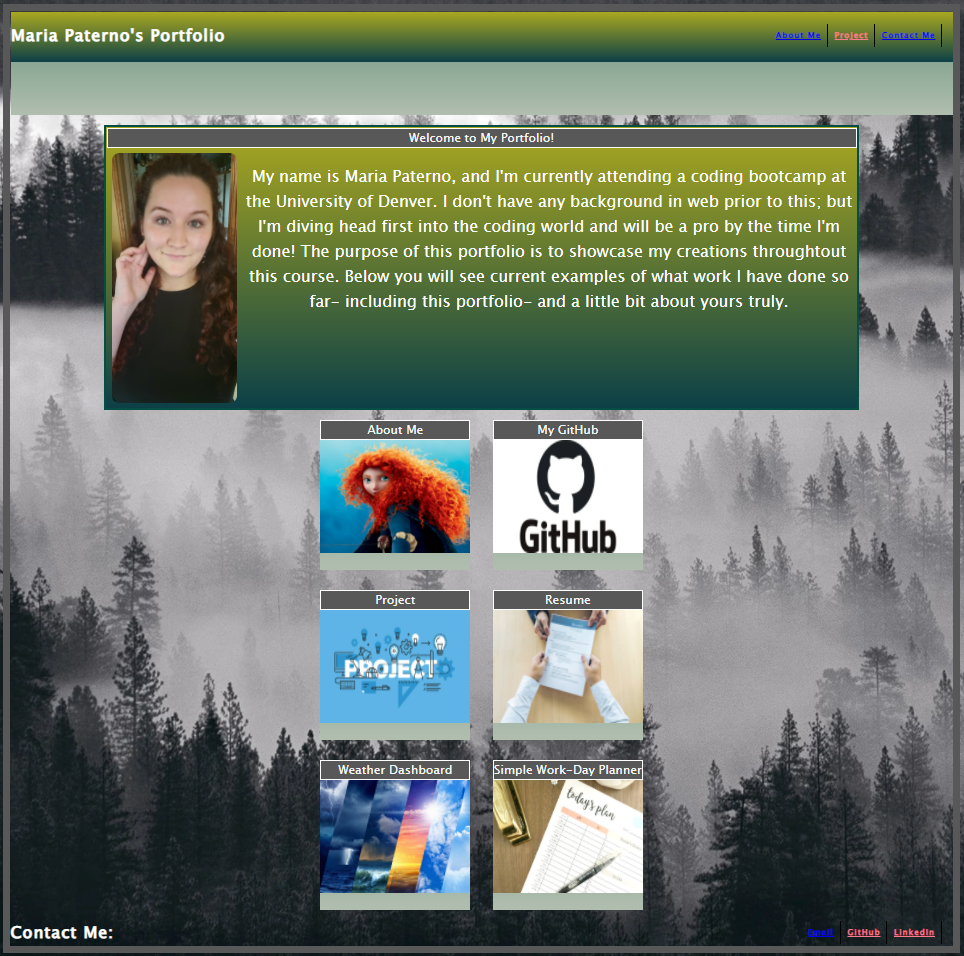 Maria Paterno's Portfolio
About Me
Project
Contact Me
Welcome to My Portfolio!
My name is Maria Paterno, and I'm currently attending a coding bootcamp at
the University of Denver. I don't have any background in web prior to this; but
I'm diving head first into the coding world and will be a pro by the time I'm
done! The purpose of this portfolio is to showcase my creations throughtout
this course. Below you will see current examples of what work I have done so
far- including this portfolio- and a little bit about yours truly.
About Me
My GitHub
GitHub
Project
Resume
PROJECT
Weather Dashboard
Simple Work-Day Planner
today's plan
Contact Me:
Email
GitHub
LinkedIn